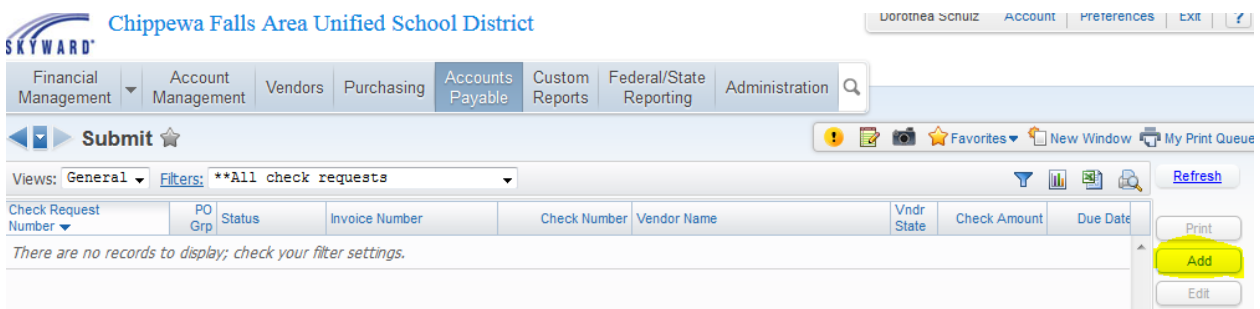 Chippewa Falls Area Unified School District
SKYWARD
Dorothea Schulz Account Preferences Exit ?
Financial Management Account Management Vendors Purchasing Accounts Payable Custom Reports Federal/State Reporting Administration
Submit
Favorites New Window My Print Queue
Views: General Filters: **All check requests
Refresh
Check Request Number PO Grp Status Invoice Number Check Number Vendor Name Vndr State Check Amount Due Date
Print
There are no records to display; check your filter settings.
Add
Edit